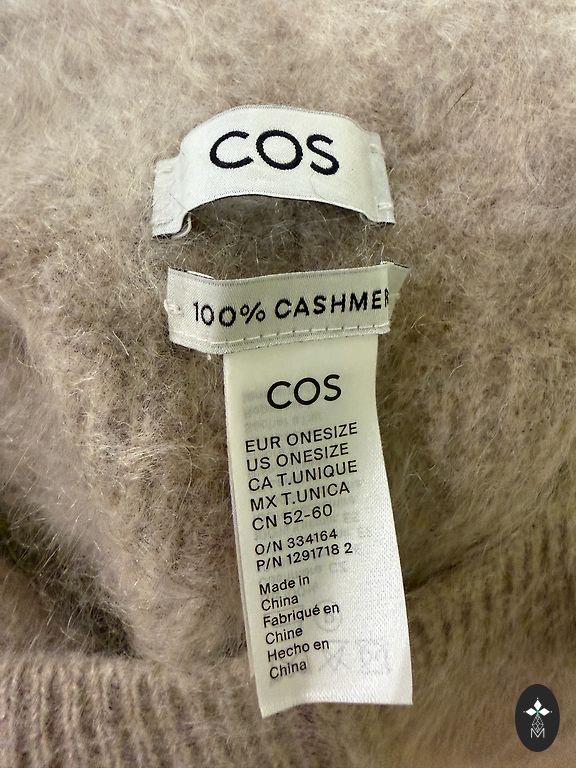 COS
100% CASHMER
COS
EUR ONESIZE
US ONESIZE
CA T.UNIQUE
MX T.UNICA
CN 52-60
O/N 334164
P/N 1291718 2
Made in
China
Fabriqué en
Chine
Hecho en
China
M